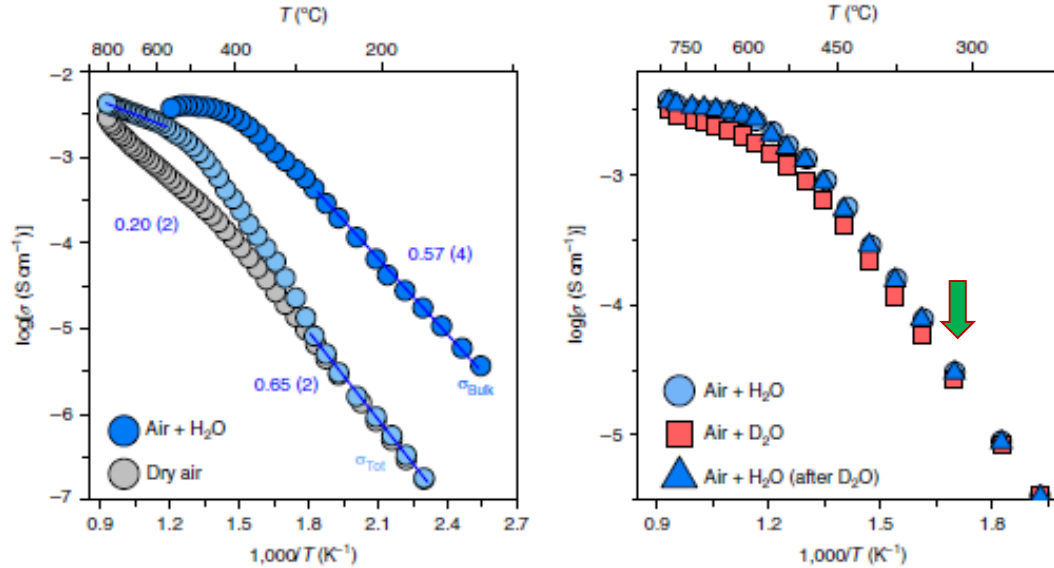 T (°C)
800 600 400 200
−2
−3
−4
−5
−6
−7
log[σ (S cm⁻¹)]
0.20 (2)
0.57 (4)
0.65 (2)
σBulk
σTot
Air + H₂O
Dry air
0.9 1.2 1.5 1.8 2.1 2.4 2.7
1,000/T (K⁻¹)
T (°C)
750 600 450 300
−3
−4
−5
log[σ (S cm⁻¹)]
Air + H₂O
Air + D₂O
Air + H₂O (after D₂O)
0.9 1.2 1.5 1.8
1,000/T (K⁻¹)